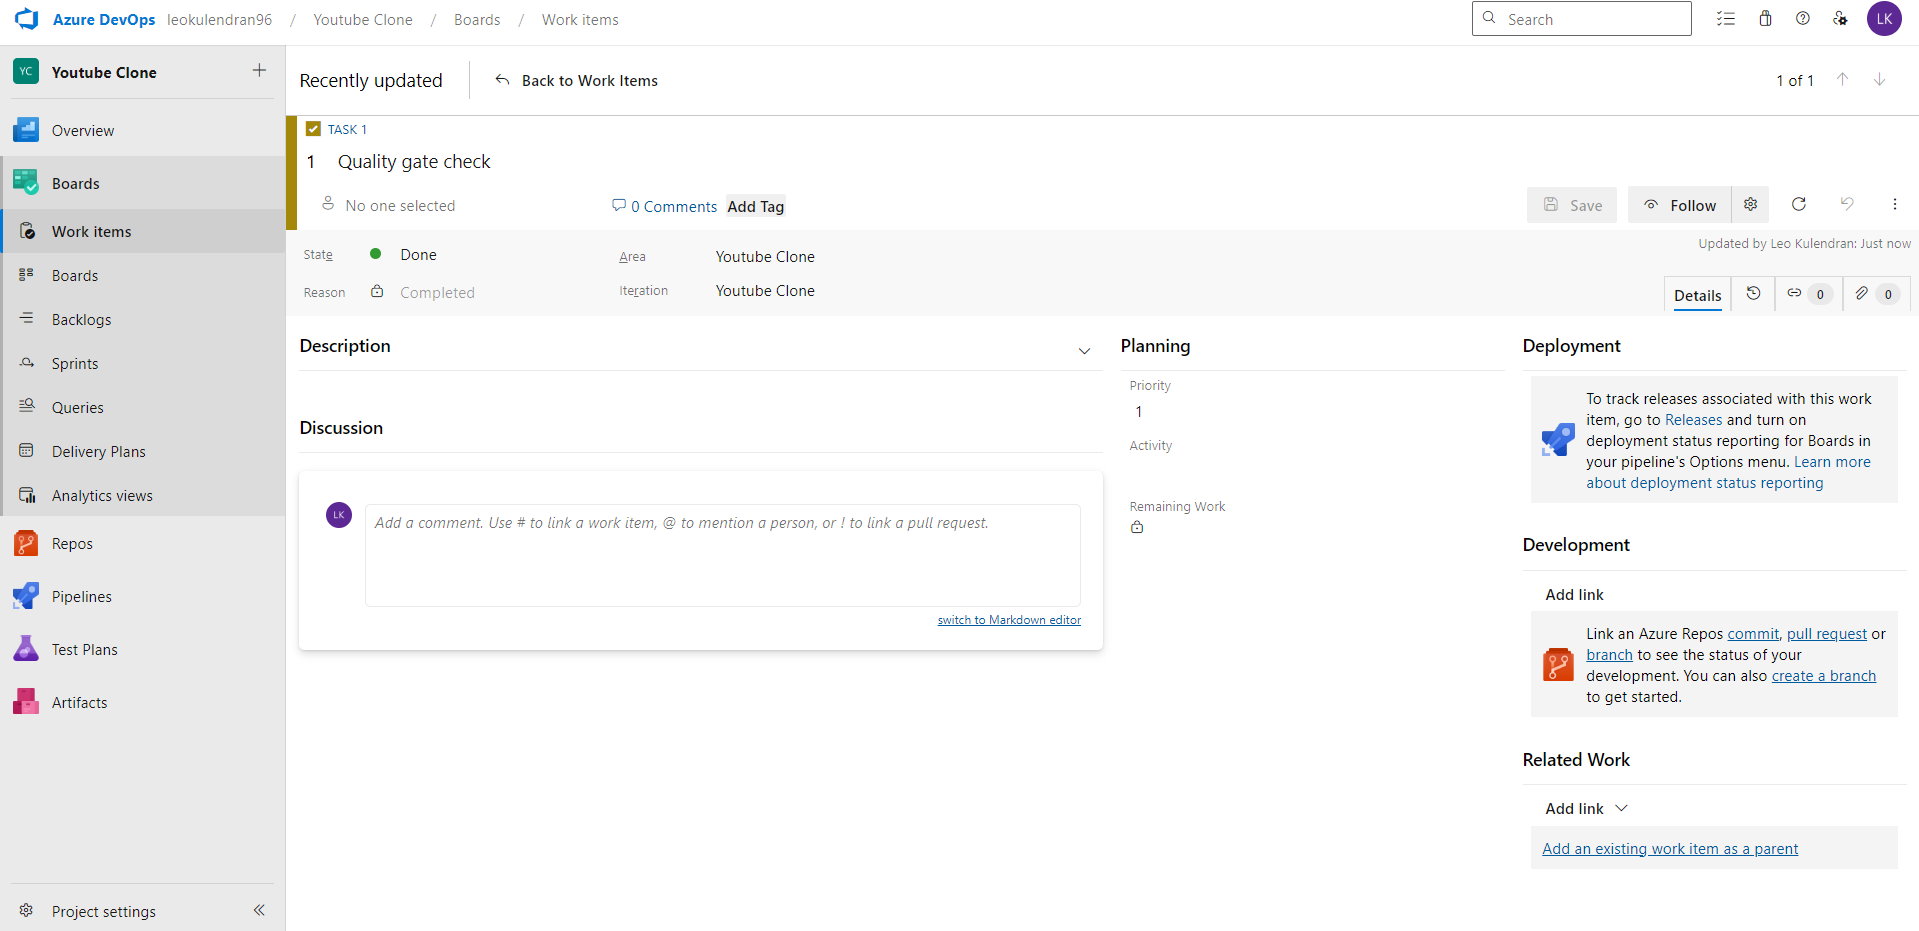 Azure DevOps leokulendran96 / Youtube Clone / Boards / Work items
Search
LK
YC Youtube Clone
Overview
Boards
Work items
Boards
Backlogs
Sprints
Queries
Delivery Plans
Analytics views
Repos
Pipelines
Test Plans
Artifacts
Project settings
Recently updated
Back to Work Items
1 of 1
TASK 1
1 Quality gate check
No one selected
0 Comments
Add Tag
Save
Follow
State Done
Reason Completed
Area Youtube Clone
Iteration Youtube Clone
Updated by Leo Kulendran: Just now
Details
0
0
Description
Discussion
LK
Add a comment. Use # to link a work item, @ to mention a person, or ! to link a pull request.
switch to Markdown editor
Planning
Priority
1
Activity
Remaining Work
Deployment
To track releases associated with this work
item, go to Releases and turn on
deployment status reporting for Boards in
your pipeline's Options menu. Learn more
about deployment status reporting
Development
Add link
Link an Azure Repos commit, pull request or
branch to see the status of your
development. You can also create a branch
to get started.
Related Work
Add link
Add an existing work item as a parent